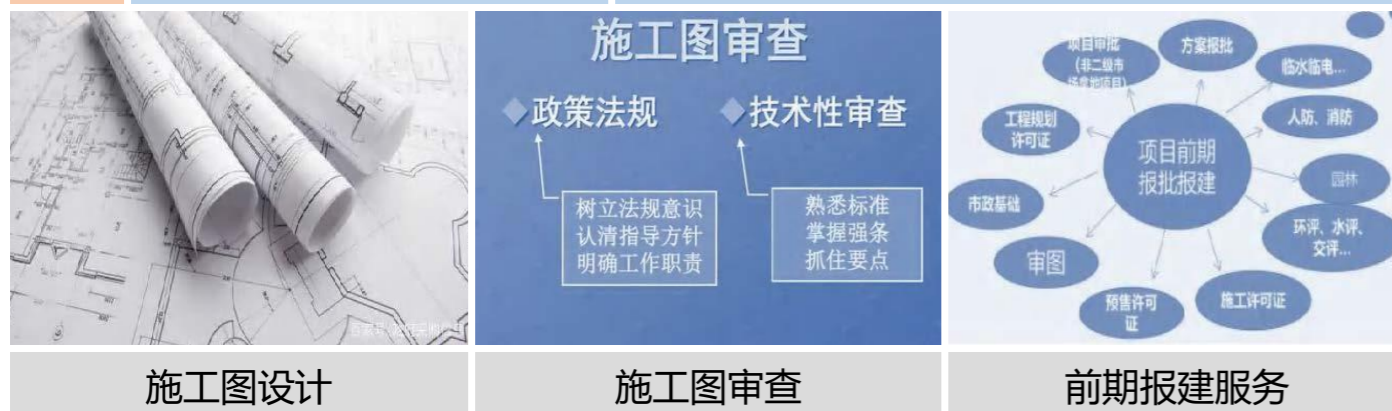 施工图审查
政策法规
技术性审查
树立法规意识
认清指导方针
明确工作职责
熟悉标准
掌握强条
抓住要点
项目审批
（非二级市
方案报批
临水临电...
人防、消防
园林
环评、水评、
交评...
施工许可证
预售许可
证
审图
市政基础
工程规划
许可证
项目前期
报批报建
施工图设计
施工图审查
前期报建服务